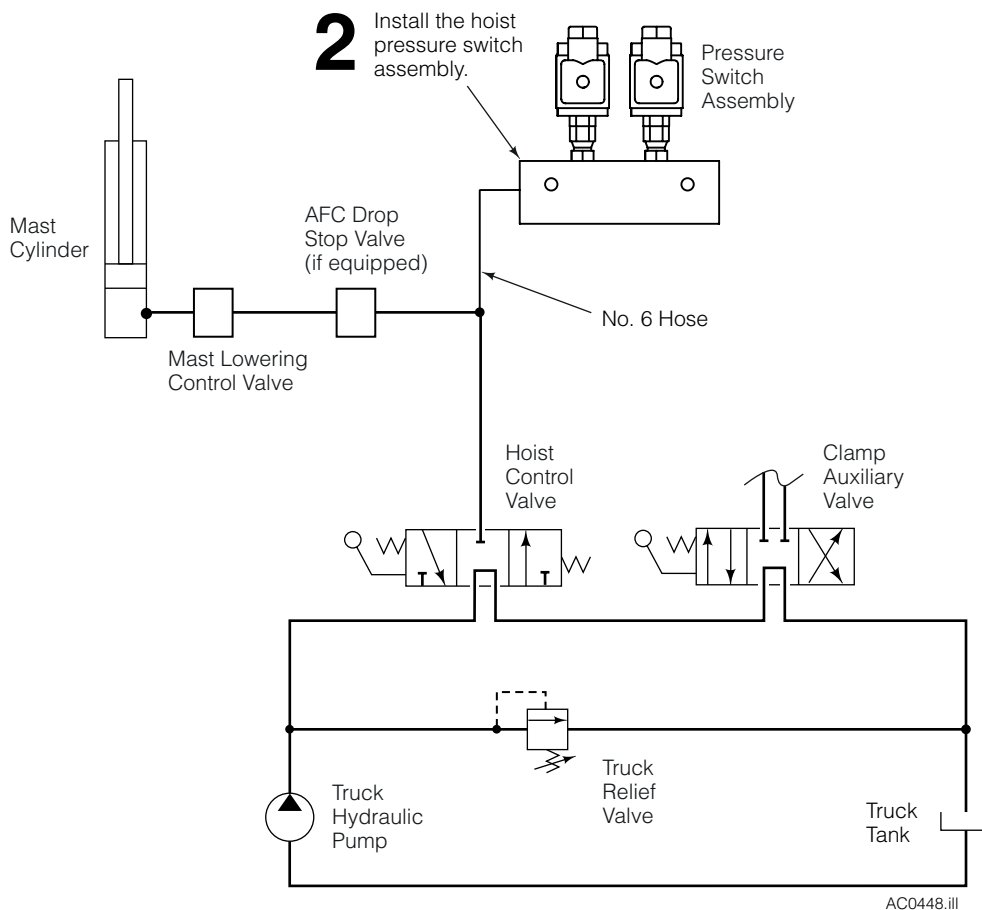 2
Install the hoist
pressure switch
assembly.
Pressure
Switch
Assembly
Mast
Cylinder
AFC Drop
Stop Valve
(if equipped)
No. 6 Hose
Mast Lowering
Control Valve
Hoist
Control
Valve
Clamp
Auxiliary
Valve
Truck
Hydraulic
Pump
Truck
Relief
Valve
Truck
Tank
AC0448.ill